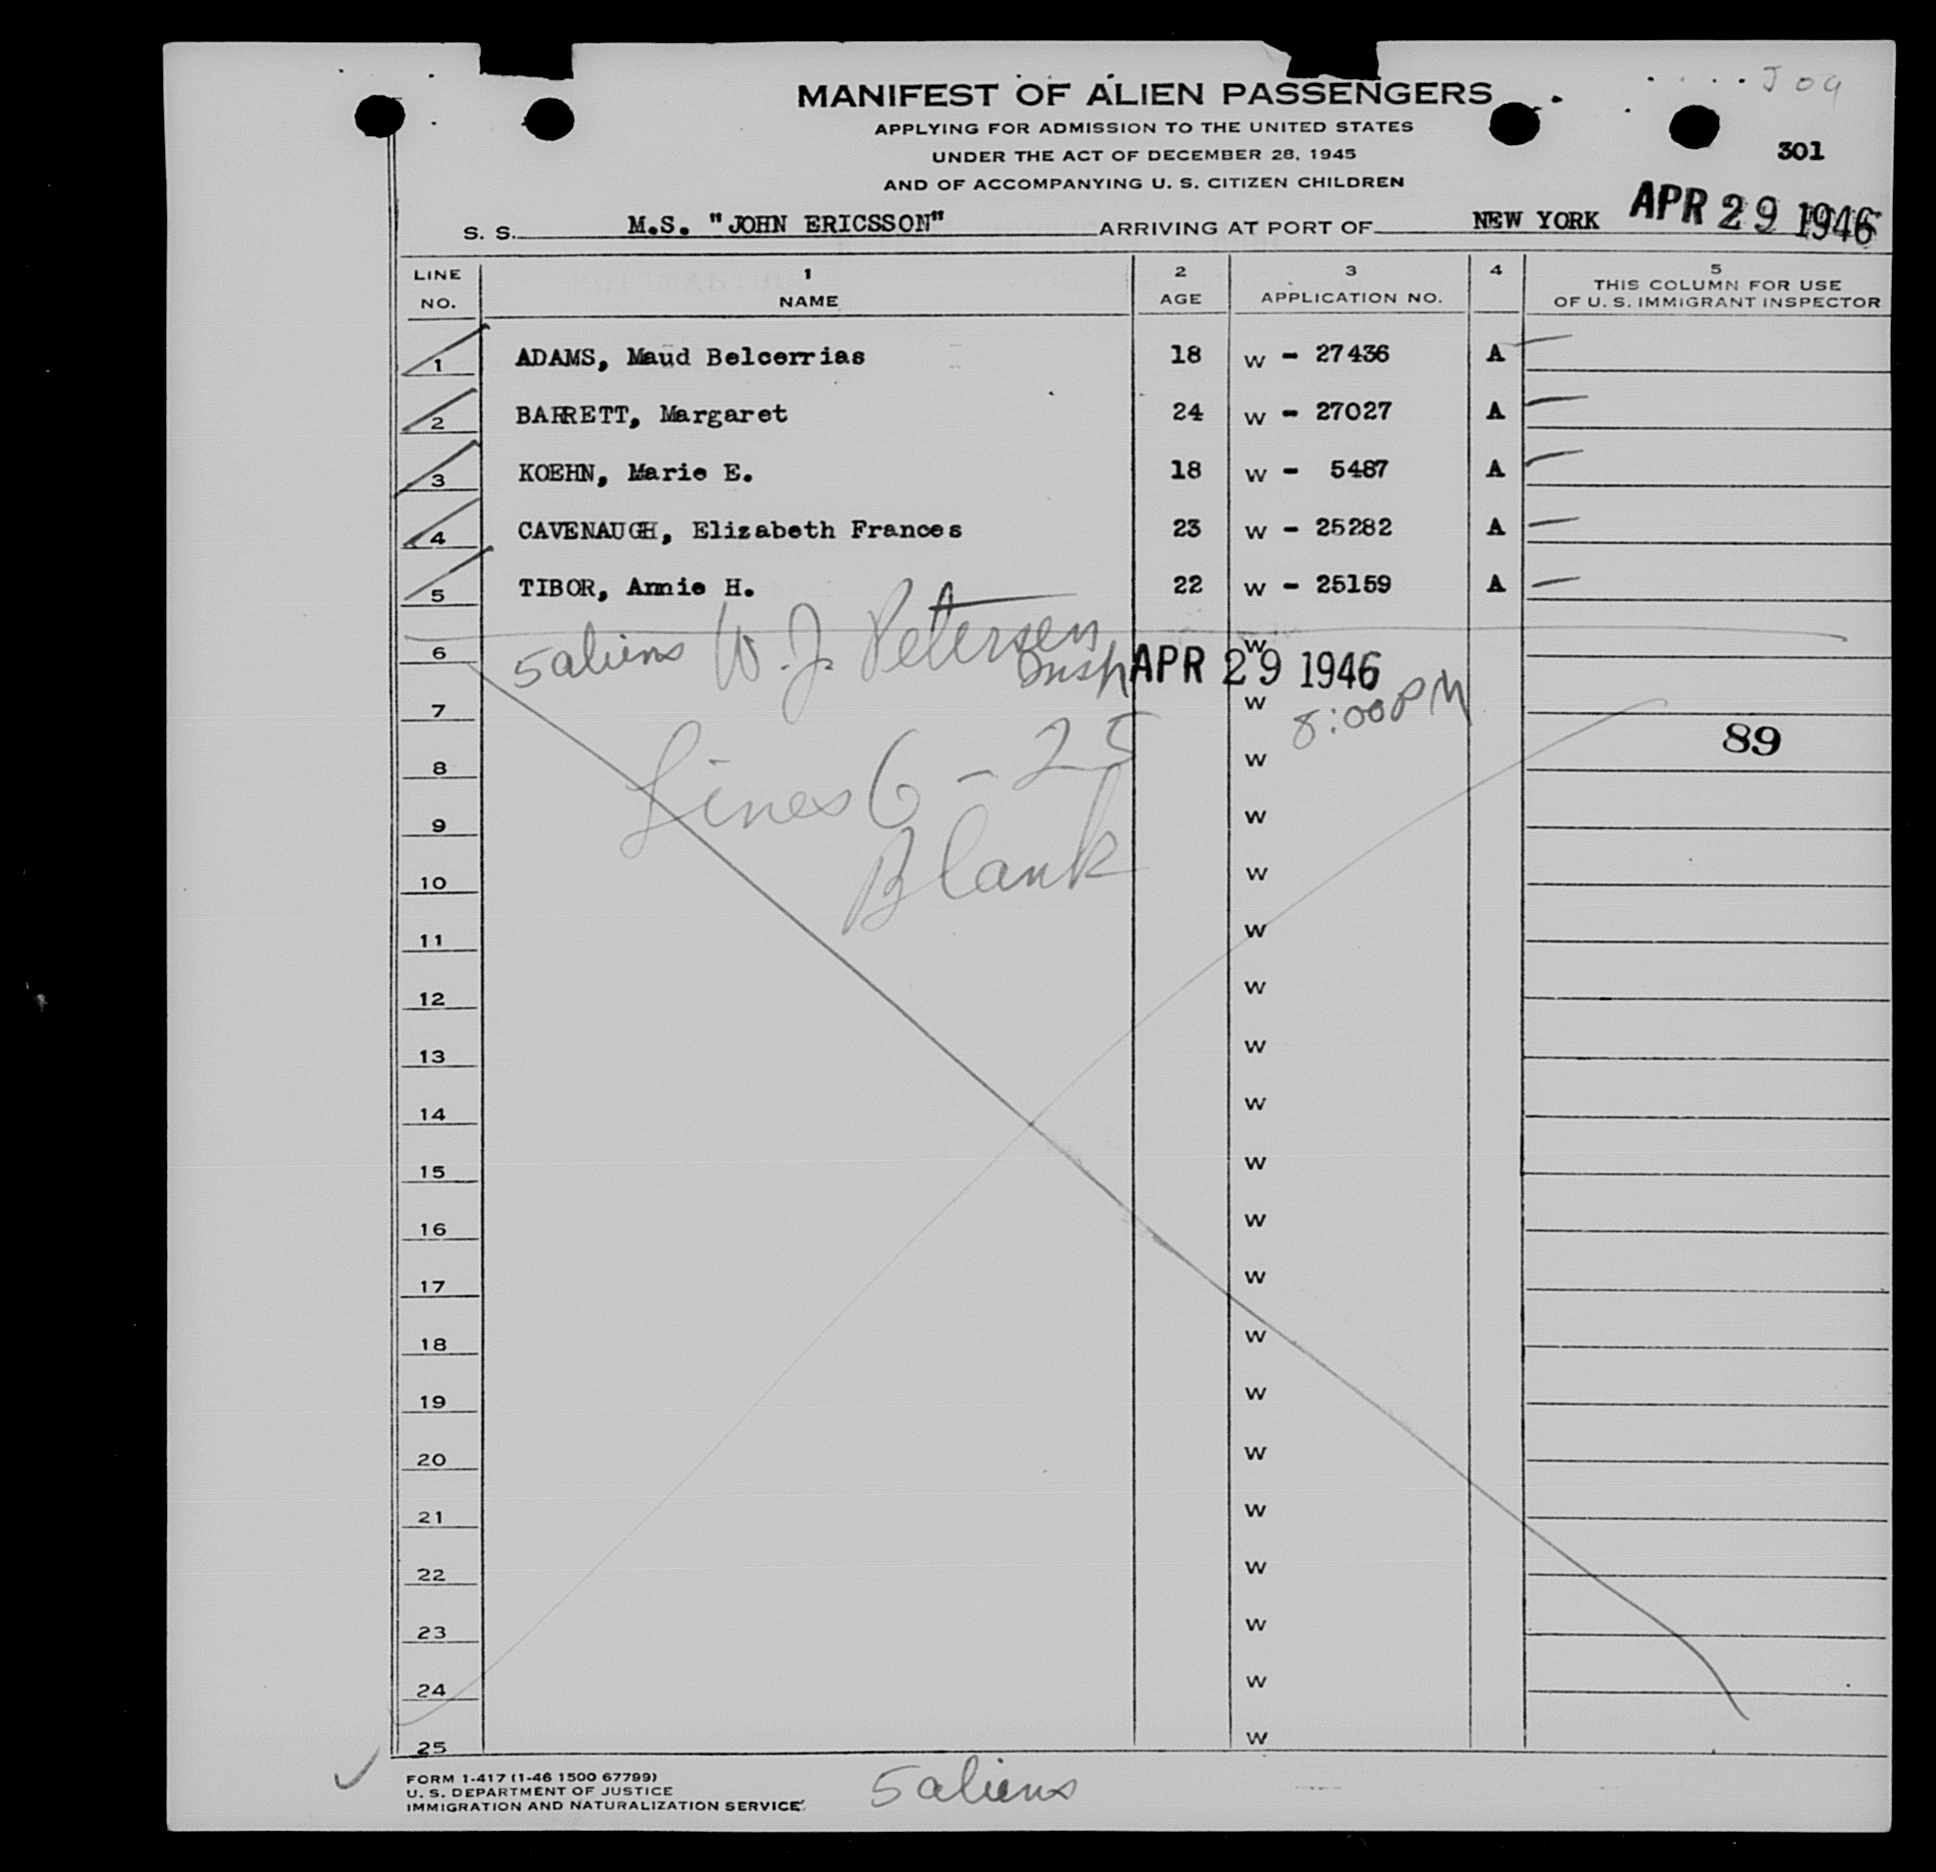 J 09
MANIFEST OF ALIEN PASSENGERS
APPLYING FOR ADMISSION TO THE UNITED STATES
UNDER THE ACT OF DECEMBER 28, 1945
AND OF ACCOMPANYING U. S. CITIZEN CHILDREN
301
S. S. M.S. "JOHN ERICSSON" ARRIVING AT PORT OF NEW YORK APR 29 1946
LINE NO. 1 NAME 2 AGE 3 APPLICATION NO. 4 5 THIS COLUMN FOR USE OF U. S. IMMIGRANT INSPECTOR
1 ADAMS, Maud Belcerrias 18 W - 27436 A
2 BARRETT, Margaret 24 W - 27027 A
3 KOEHN, Marie E. 18 W - 5487 A
4 CAVENAUGH, Elizabeth Frances 23 W - 25282 A
5 TIBOR, Annie H. 22 W - 25159 A
6 5 aliens W. J. Petersen Insp APR 29 1946 W
7 W 8:00 PM
89
8 Lines 6 - 25 W
9 W
Blank
10 W
11 W
12 W
13 W
14 W
15 W
16 W
17 W
18 W
19 W
20 W
21 W
22 W
23 W
24 W
25 W
FORM 1-417 (1-46 1500 67799)
U. S. DEPARTMENT OF JUSTICE
IMMIGRATION AND NATURALIZATION SERVICE
5 aliens